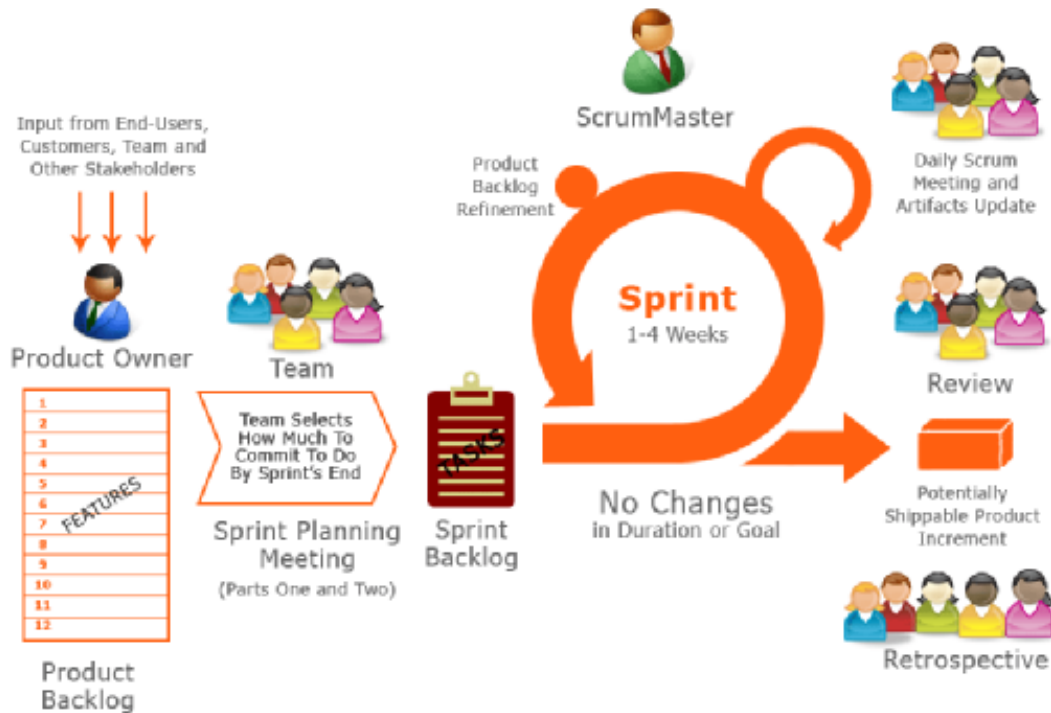 Input from End-Users,
Customers, Team and
Other Stakeholders
Product Owner
1
2
3
4
5
6
7
8
9
10
11
12
FEATURES
Product
Backlog
Team
Team Selects
How Much To
Commit To Do
By Sprint's End
Sprint Planning
Meeting
(Parts One and Two)
TASKS
Sprint
Backlog
ScrumMaster
Product
Backlog
Refinement
Sprint
1-4 Weeks
No Changes
in Duration or Goal
Daily Scrum
Meeting and
Artifacts Update
Review
Potentially
Shippable Product
Increment
Retrospective